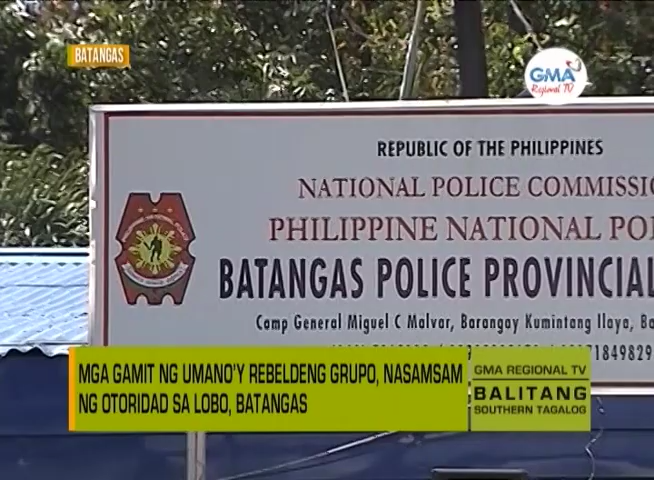 BATANGAS
GMA
Regional TV
REPUBLIC OF THE PHILIPPINES
NATIONAL POLICE COMMISSIO
PHILIPPINE NATIONAL PO
BATANGAS POLICE PROVINCIAL
Camp General Miguel C Malvar, Barangay Kumintang Ilaya, Ba
MGA GAMIT NG UMANO'Y REBELDENG GRUPO, NASAMSAM
NG OTORIDAD SA LOBO, BATANGAS
GMA REGIONAL TV
BALITANG
SOUTHERN TAGALOG